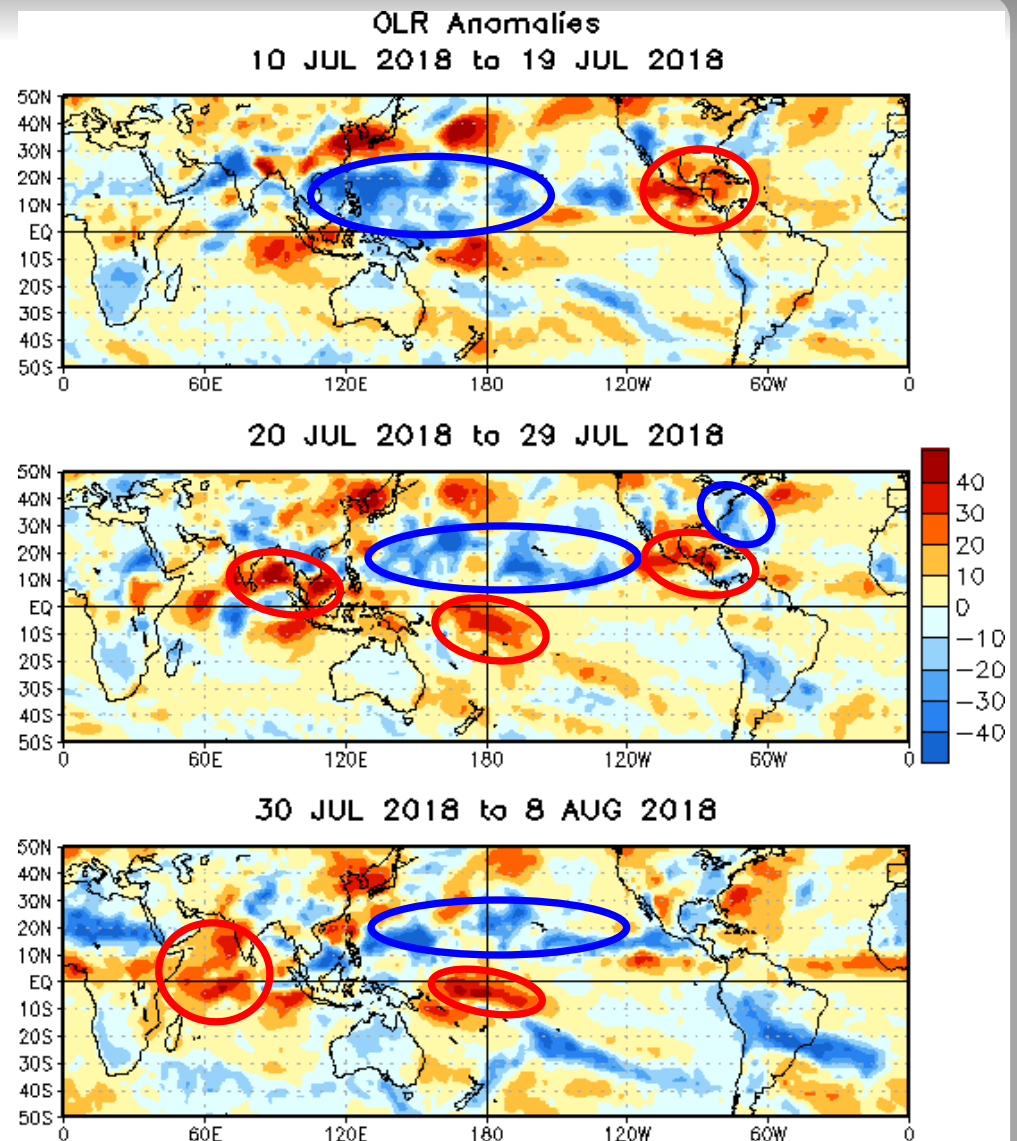 OLR Anomalies
10 JUL 2018 to 19 JUL 2018
50N
40N
30N
20N
10N
EQ
10S
20S
30S
40S
50S
0 60E 120E 180 120W 60W 0
20 JUL 2018 to 29 JUL 2018
50N
40N
30N
20N
10N
EQ
10S
20S
30S
40S
50S
0 60E 120E 180 120W 60W 0
40
30
20
10
0
−10
−20
−30
−40
30 JUL 2018 to 8 AUG 2018
50N
40N
30N
20N
10N
EQ
10S
20S
30S
40S
50S
0 60E 120E 180 120W 60W 0